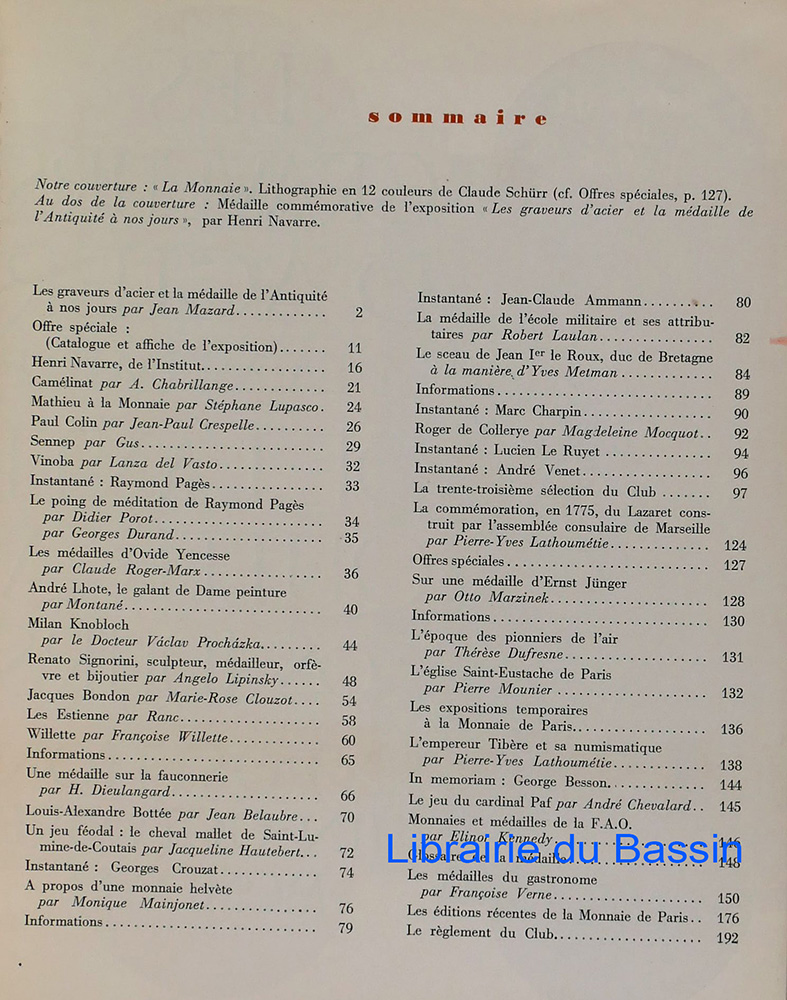 sommaire
Notre couverture : « La Monnaie ». Lithographie en 12 couleurs de Claude Schürr (cf. Offres spéciales, p. 127).
Au dos de la couverture : Médaille commémorative de l'exposition « Les graveurs d'acier et la médaille de
l'Antiquité à nos jours », par Henri Navarre.
Les graveurs d'acier et la médaille de l'Antiquité
à nos jours par Jean Mazard............. 2
Offre spéciale :
(Catalogue et affiche de l'exposition)....... 11
Henri Navarre, de l'Institut.................. 16
Camélinat par A. Chabrillange............. 21
Mathieu à la Monnaie par Stéphane Lupasco. 24
Paul Colin par Jean-Paul Crespelle.......... 26
Sennep par Gus.......................... 29
Vinoba par Lanza del Vasto............... 32
Instantané : Raymond Pagès................ 33
Le poing de méditation de Raymond Pagès
par Didier Porot........................ 34
par Georges Durand..................... 35
Les médailles d'Ovide Yencesse
par Claude Roger-Marx................. 36
André Lhote, le galant de Dame peinture
par Montané............................ 40
Milan Knobloch
par le Docteur Václav Procházka......... 44
Renato Signorini, sculpteur, médailleur, orfè-
vre et bijoutier par Angelo Lipinsky...... 48
Jacques Bondon par Marie-Rose Clouzot.... 54
Les Estienne par Ranc.................... 58
Willette par Françoise Willette............. 60
Informations.............................. 65
Une médaille sur la fauconnerie
par H. Dieulangard..................... 66
Louis-Alexandre Bottée par Jean Belaubre... 70
Un jeu féodal : le cheval mallet de Saint-Lu-
mine-de-Coutais par Jacqueline Hautebert... 72
Instantané : Georges Crouzat............... 74
A propos d'une monnaie helvète
par Monique Mainjonet................ 76
Informations.............................. 79
Instantané : Jean-Claude Ammann.......... 80
La médaille de l'école militaire et ses attribu-
taires par Robert Laulan................ 82
Le sceau de Jean Ier le Roux, duc de Bretagne
à la manière d'Yves Metman ............. 84
Informations.............................. 89
Instantané : Marc Charpin.................. 90
Roger de Collerye par Magdeleine Mocquot.. 92
Instantané : Lucien Le Ruyet ............... 94
Instantané : André Venet................... 96
La trente-troisième sélection du Club ....... 97
La commémoration, en 1775, du Lazaret cons-
truit par l'assemblée consulaire de Marseille
par Pierre-Yves Lathoumétie............. 124
Offres spéciales............................ 127
Sur une médaille d'Ernst Jünger
par Otto Marzinek...................... 128
Informations.............................. 130
L'époque des pionniers de l'air
par Thérèse Dufresne................... 131
L'église Saint-Eustache de Paris
par Pierre Mounier .................... 132
Les expositions temporaires
à la Monnaie de Paris.................. 136
L'empereur Tibère et sa numismatique
par Pierre-Yves Lathoumétie............ 138
In memoriam : George Besson.............. 144
Le jeu du cardinal Paf par André Chevalard.. 145
Monnaies et médailles de la F.A.O.
par Elinor Kennedy.................... 146
Glossaire de la médaille................... 148
Librairie du Bassin
Les médailles du gastronome
par Françoise Verne.................... 150
Les éditions récentes de la Monnaie de Paris.. 176
Le règlement du Club..................... 192